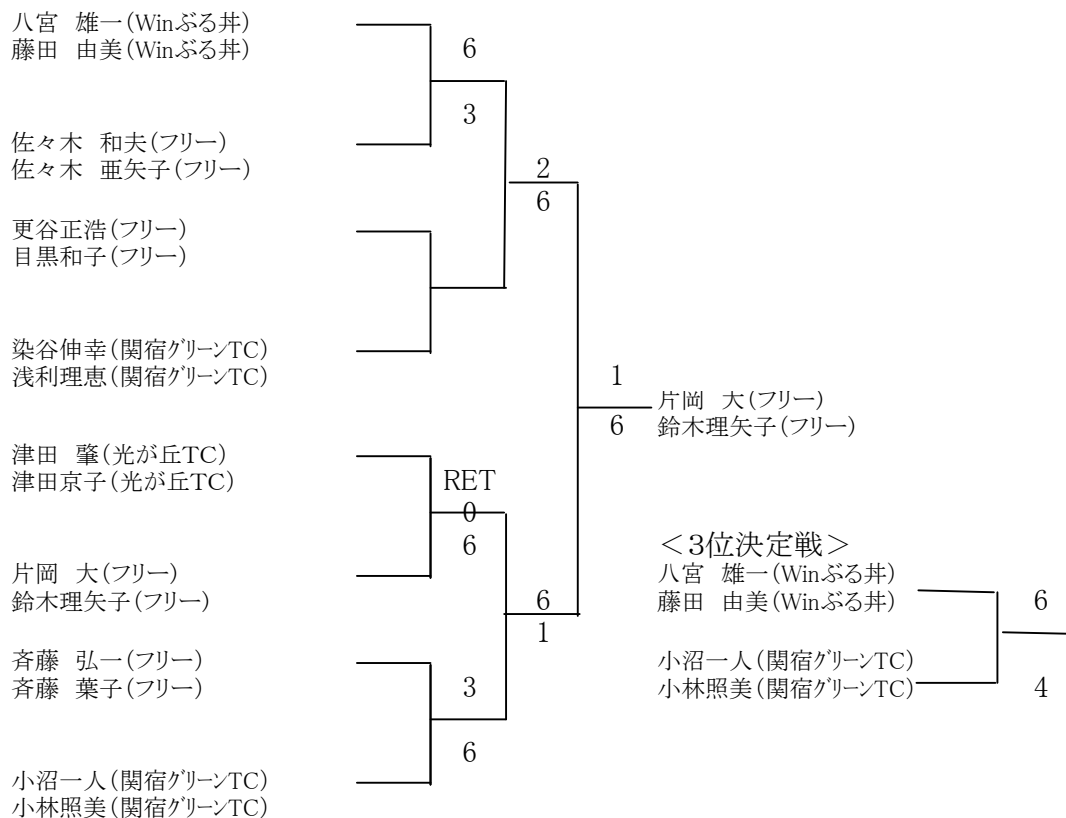 八宮　雄一(Winぶる丼)
藤田　由美(Winぶる丼)
6
3
佐々木　和夫(フリー)
佐々木　亜矢子(フリー)
2
6
更谷正浩(フリー)
目黒和子(フリー)
染谷伸幸(関宿グリーンTC)
浅利理恵(関宿グリーンTC)
1
6
片岡　大(フリー)
鈴木理矢子(フリー)
津田　肇(光が丘TC)
津田京子(光が丘TC)
RET
0
6
片岡　大(フリー)
鈴木理矢子(フリー)
6
1
斉藤　弘一(フリー)
斉藤　葉子(フリー)
3
6
小沼一人(関宿グリーンTC)
小林照美(関宿グリーンTC)
＜3位決定戦＞
八宮　雄一(Winぶる丼)
藤田　由美(Winぶる丼)
6
小沼一人(関宿グリーンTC)
小林照美(関宿グリーンTC)
4